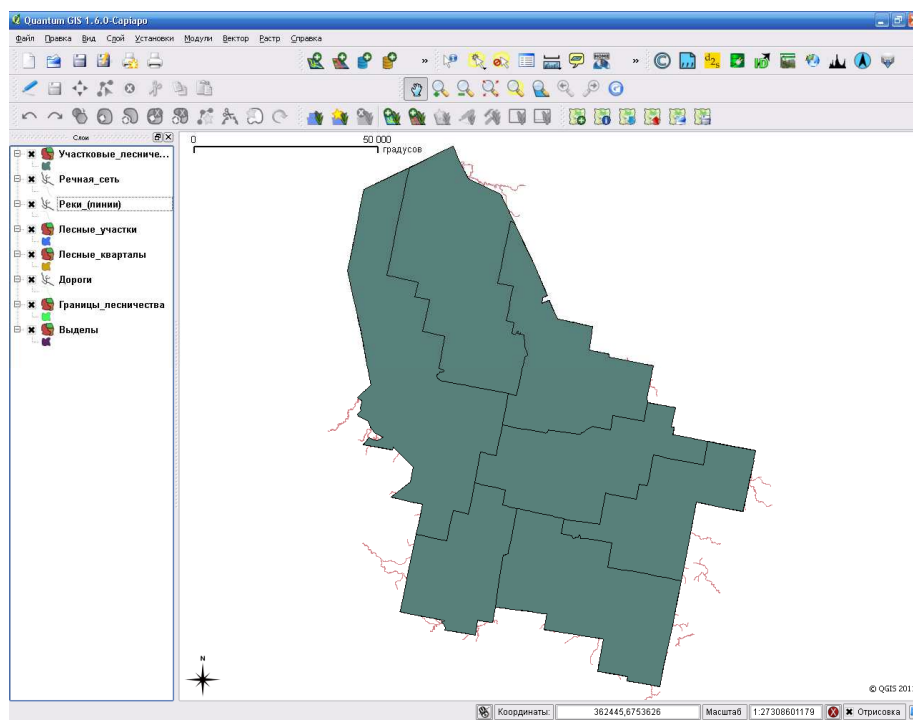 Quantum GIS 1.6.0-Capiapo
Файл Правка Вид Слой Установки Модули Вектор Растр Справка
Слои
Участковые_лесниче...
Речная_сеть
Реки_(линии)
Лесные_участки
Лесные_кварталы
Дороги
Границы_лесничества
Выделы
0 50 000
градусов
N
© QGIS 201
Координаты: 362445,6753626 Масштаб 1:27308601179 Отрисовка